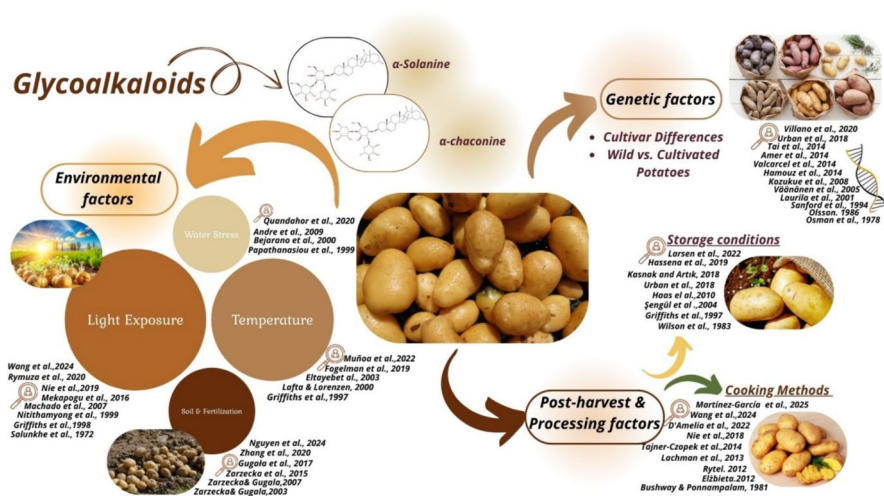 Glycoalkaloids
α-Solanine
α-chaconine
Genetic factors
• Cultivar Differences
• Wild vs. Cultivated
Potatoes
Villano et al., 2020
Urban et al., 2018
Tai et al., 2014
Amer et al., 2014
Valcarcel et al., 2014
Hamouz et al., 2014
Kozukue et al., 2008
Väänänen et al., 2005
Laurila et al., 2001
Sanford et al., 1994
Olsson. 1986
Osman et al., 1978
Environmental
factors
Water Stress
Quandahor et al., 2020
Andre et al., 2009
Bejarano et al., 2000
Papathanasiou et al., 1999
Light Exposure
Temperature
Wang et al.,2024
Rymuza et al., 2020
Nie et al.,2019
Mekapogu et al., 2016
Machado et al., 2007
Nitithamyong et al., 1999
Griffiths et al.,1998
Salunkhe et al., 1972
Muñoa et al.,2022
Fogelman et al., 2019
Eltayebet al., 2003
Lafta & Lorenzen, 2000
Griffiths et al.,1997
Soil & Fertilization
Nguyen et al., 2024
Zhang et al., 2020
Gugała et al., 2017
Zarzecka et al., 2015
Zarzecka& Gugala,2007
Zarzecka& Gugala,2003
Storage conditions
Larsen et al., 2022
Hassena et al., 2019
Kasnak and Artık, 2018
Urban et al., 2018
Haas el al.,2010
Şengül et al .,2004
Griffiths et al.,1997
Wilson et al., 1983
Post-harvest &
Processing factors
Cooking Methods
Martínez-García et al., 2025
Wang et al.,2024
D'Amelia et al., 2022
Nie et al.,2018
Tajner-Czopek et al.,2014
Lachman et al., 2013
Rytel. 2012
Elżbieta.2012
Bushway & Ponnampalam, 1981